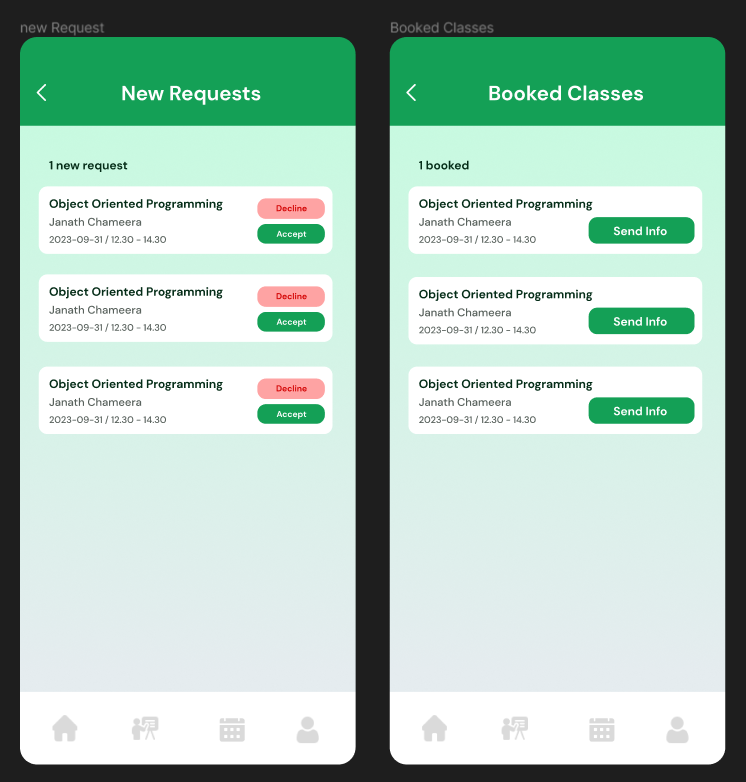 new Request
New Requests
1 new request
Object Oriented Programming
Janath Chameera
2023-09-31 / 12.30 - 14.30
Decline
Accept
Object Oriented Programming
Janath Chameera
2023-09-31 / 12.30 - 14.30
Decline
Accept
Object Oriented Programming
Janath Chameera
2023-09-31 / 12.30 - 14.30
Decline
Accept
Booked Classes
Booked Classes
1 booked
Object Oriented Programming
Janath Chameera
2023-09-31 / 12.30 - 14.30
Send Info
Object Oriented Programming
Janath Chameera
2023-09-31 / 12.30 - 14.30
Send Info
Object Oriented Programming
Janath Chameera
2023-09-31 / 12.30 - 14.30
Send Info